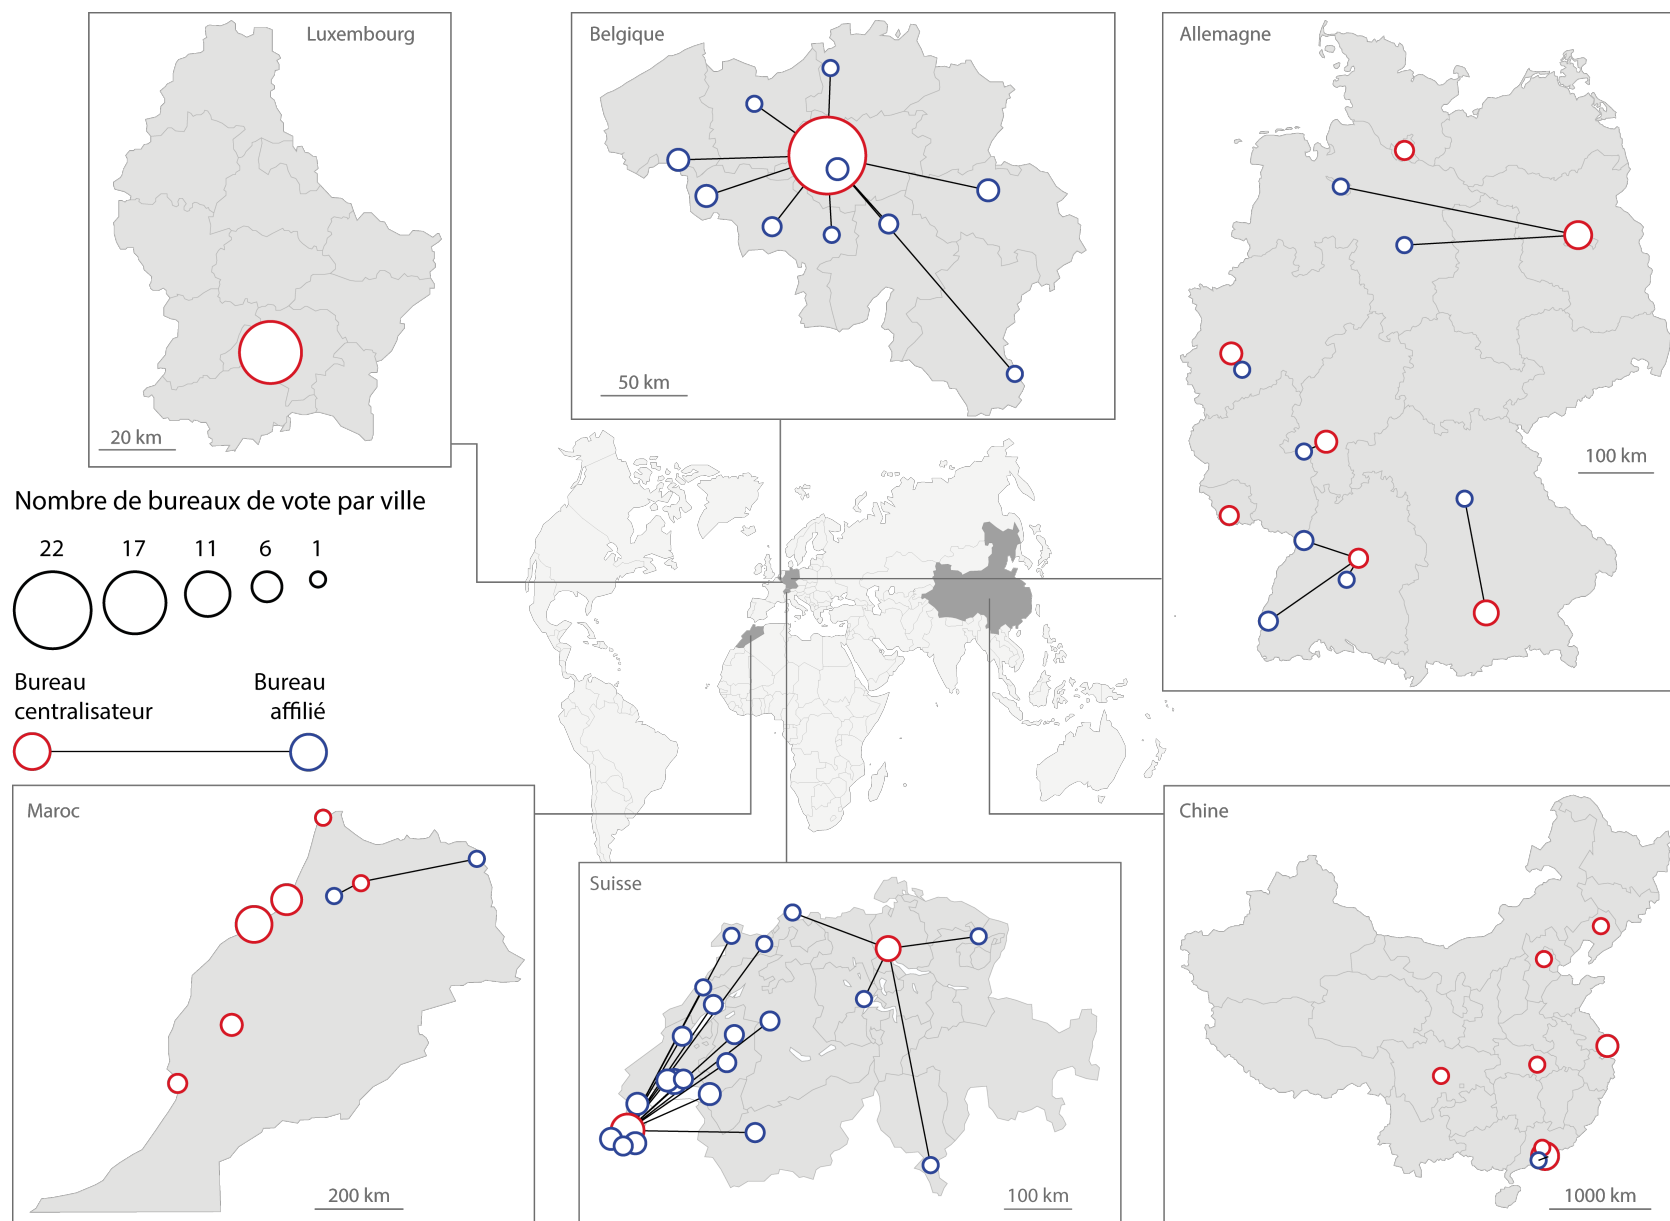 Luxembourg
20 km
Belgique
50 km
Allemagne
100 km
Nombre de bureaux de vote par ville
22 17 11 6 1
Bureau
centralisateur
Bureau
affilié
Maroc
200 km
Suisse
100 km
Chine
1000 km